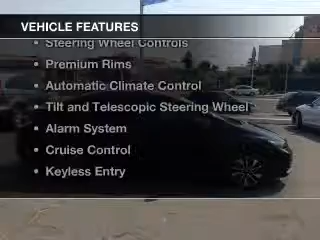 VEHICLE FEATURES
• Steering Wheel Controls
• Premium Rims
• Automatic Climate Control
• Tilt and Telescopic Steering Wheel
• Alarm System
• Cruise Control
• Keyless Entry